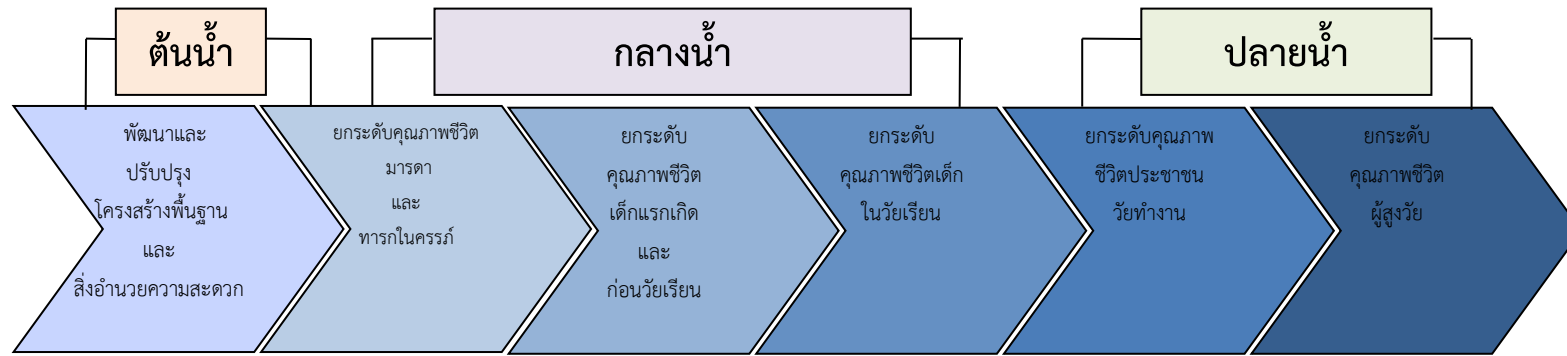 ต้นน้ำ
กลางน้ำ
ปลายน้ำ
พัฒนาและ
ปรับปรุง
โครงสร้างพื้นฐาน
และ
สิ่งอำนวยความสะดวก
ยกระดับคุณภาพชีวิต
มารดา
และ
ทารกในครรภ์
ยกระดับ
คุณภาพชีวิต
เด็กแรกเกิด
และ
ก่อนวัยเรียน
ยกระดับ
คุณภาพชีวิตเด็ก
ในวัยเรียน
ยกระดับคุณภาพ
ชีวิตประชาชน
วัยทำงาน
ยกระดับ
คุณภาพชีวิต
ผู้สูงวัย